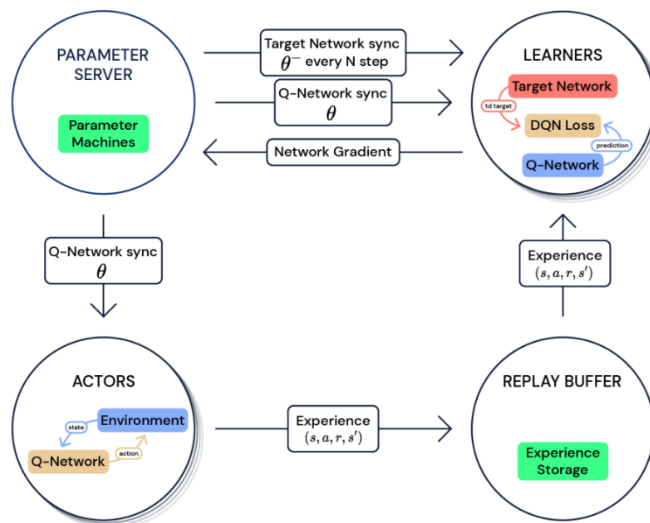 PARAMETER
SERVER
Parameter
Machines
Target Network sync
θ⁻ every N step
Q-Network sync
θ
Network Gradient
LEARNERS
Target Network
td target
DQN Loss
prediction
Q-Network
Q-Network sync
θ
Experience
(s, a, r, s′)
ACTORS
Environment
state
Q-Network
action
Experience
(s, a, r, s′)
REPLAY BUFFER
Experience
Storage